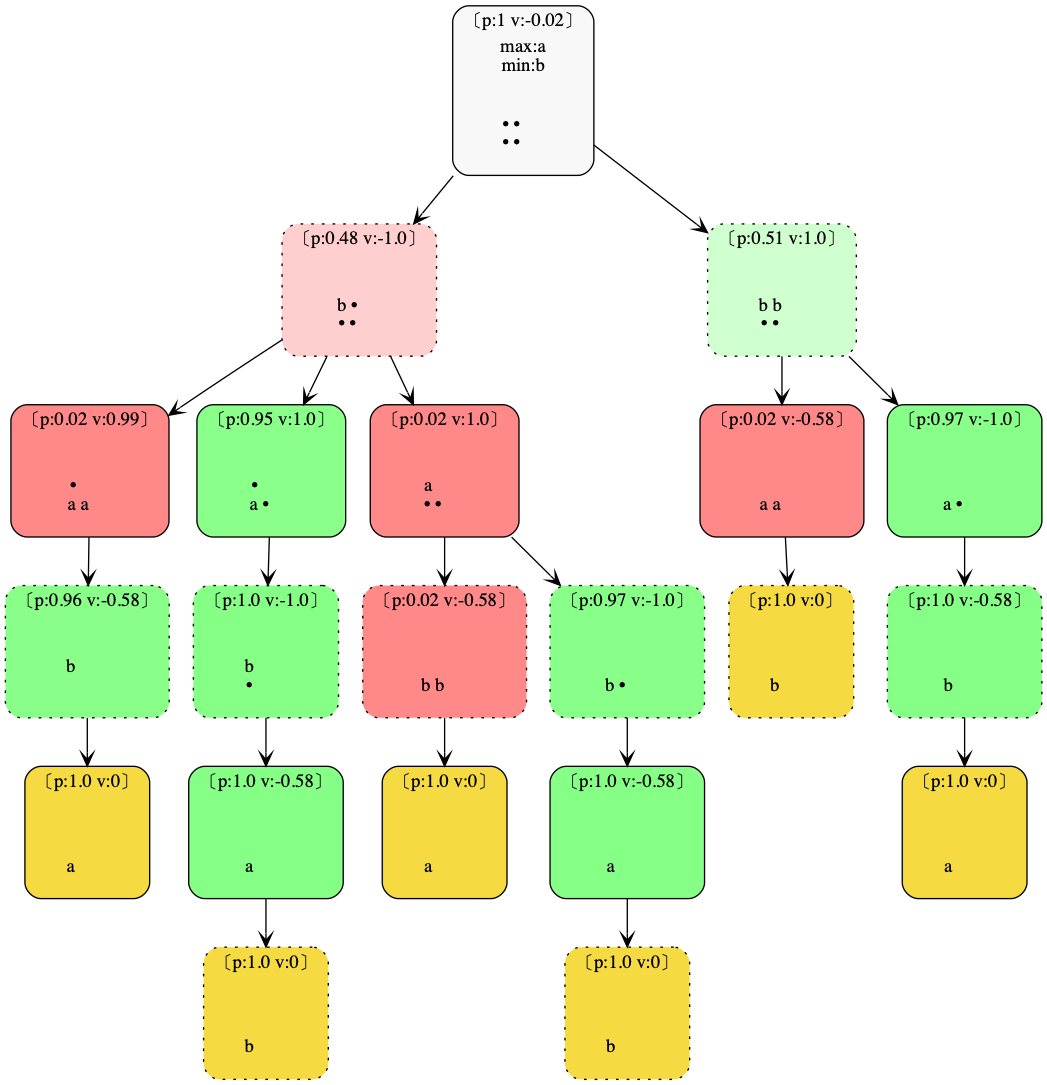 〔p:1 v:-0.02〕
max:a
min:b
••
••
〔p:0.48 v:-1.0〕
b •
••
〔p:0.51 v:1.0〕
b b
••
〔p:0.02 v:0.99〕
•
a a
〔p:0.95 v:1.0〕
•
a •
〔p:0.02 v:1.0〕
a
••
〔p:0.02 v:-0.58〕
a a
〔p:0.97 v:-1.0〕
a •
〔p:0.96 v:-0.58〕
b
〔p:1.0 v:-1.0〕
b
•
〔p:0.02 v:-0.58〕
b b
〔p:0.97 v:-1.0〕
b •
〔p:1.0 v:0〕
b
〔p:1.0 v:-0.58〕
b
〔p:1.0 v:0〕
a
〔p:1.0 v:-0.58〕
a
〔p:1.0 v:0〕
a
〔p:1.0 v:-0.58〕
a
〔p:1.0 v:0〕
a
〔p:1.0 v:0〕
b
〔p:1.0 v:0〕
b